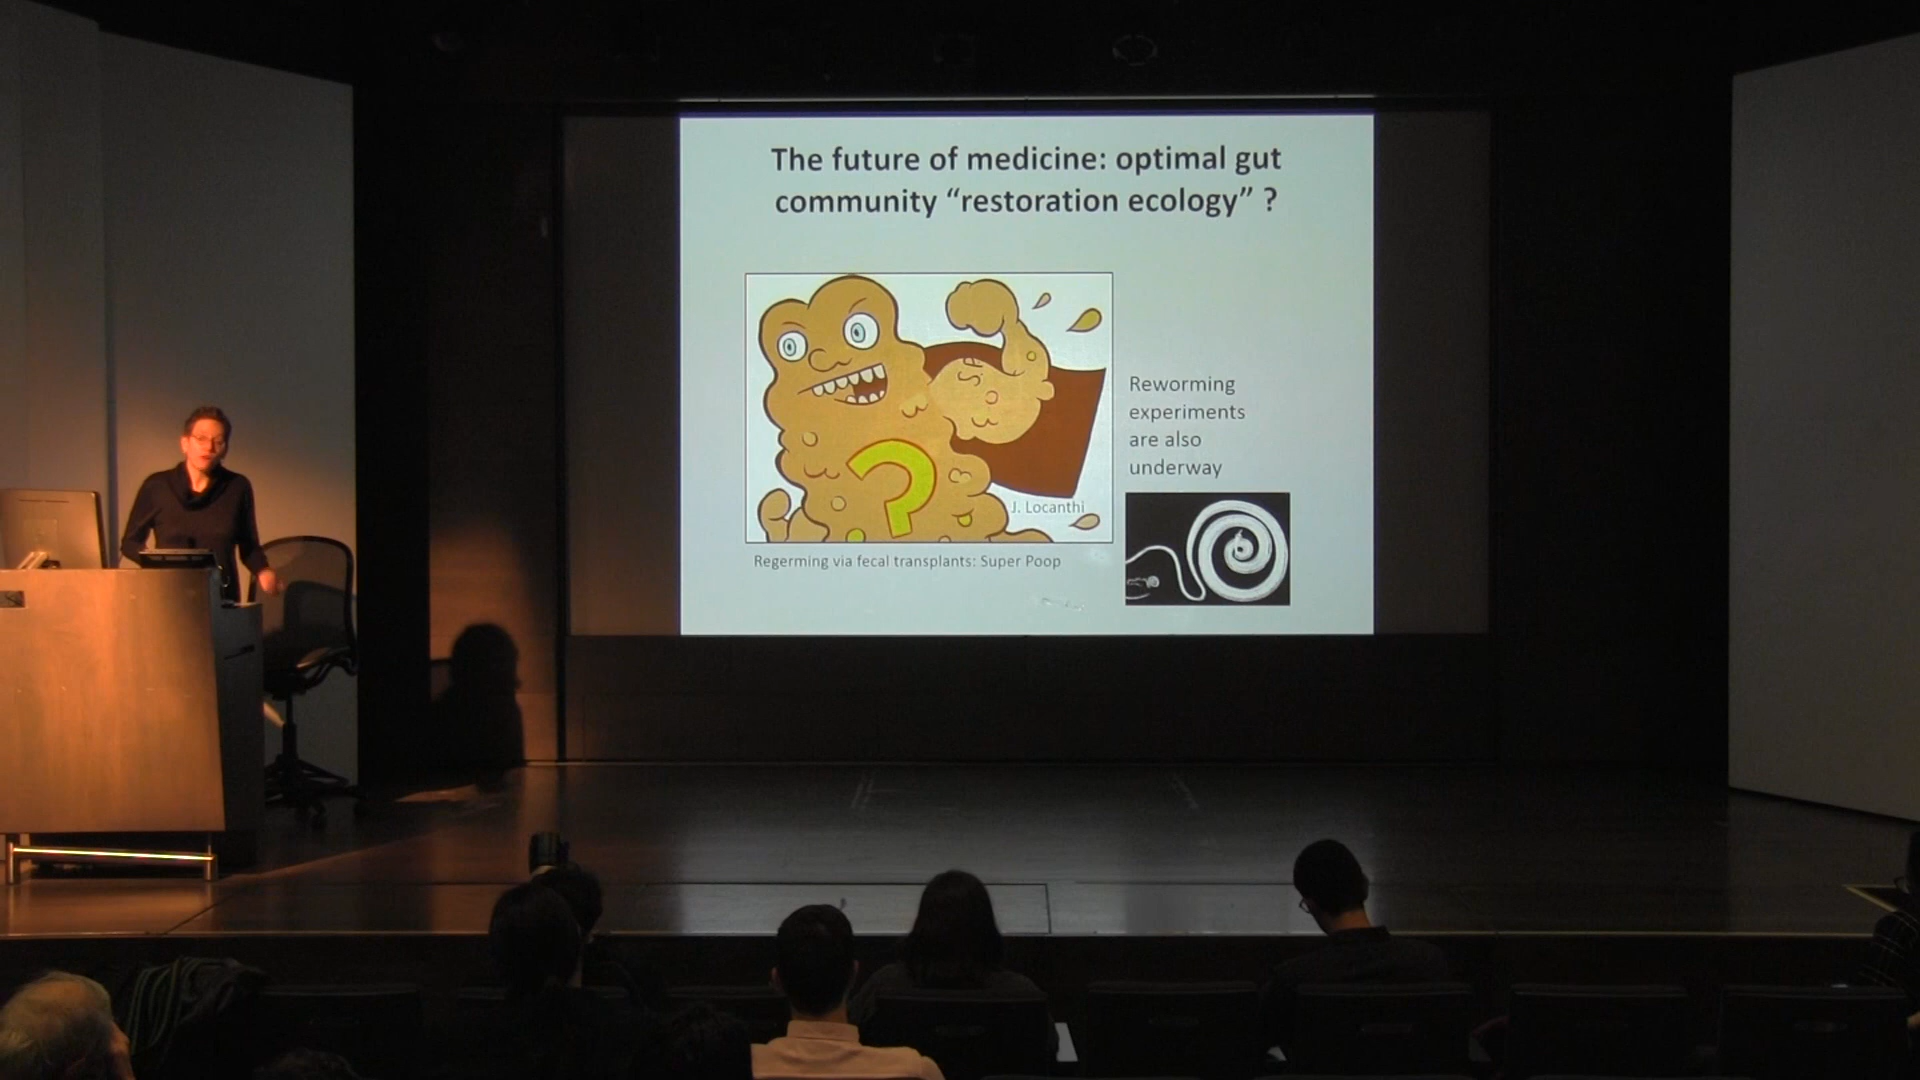 The future of medicine: optimal gut
community “restoration ecology” ?
Reworming
experiments
are also
underway
J. Locanthi
Regerming via fecal transplants: Super Poop